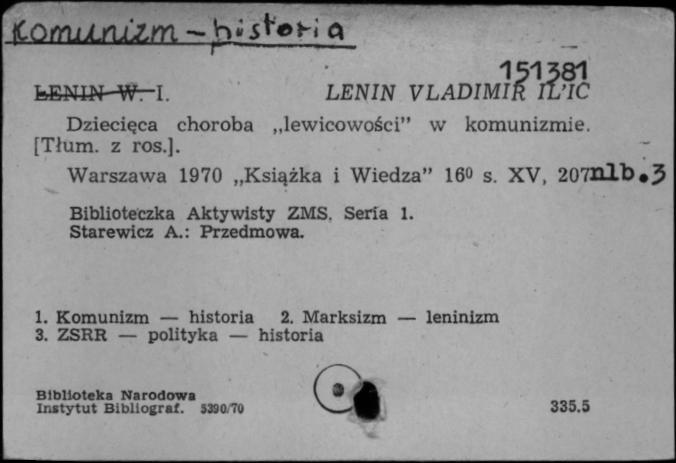 Komunizm – historia
151381
LENIN W. I. LENIN VLADIMIR IL'IC
Dziecięca choroba „lewicowości” w komunizmie.
[Tłum. z ros.].
Warszawa 1970 „Książka i Wiedza” 16⁰ s. XV, 207 nlb. 3
Biblioteczka Aktywisty ZMS. Seria 1.
Starewicz A.: Przedmowa.
1. Komunizm — historia 2. Marksizm — leninizm
3. ZSRR — polityka — historia
Biblioteka Narodowa
Instytut Bibliograf. 5390/70 335.5